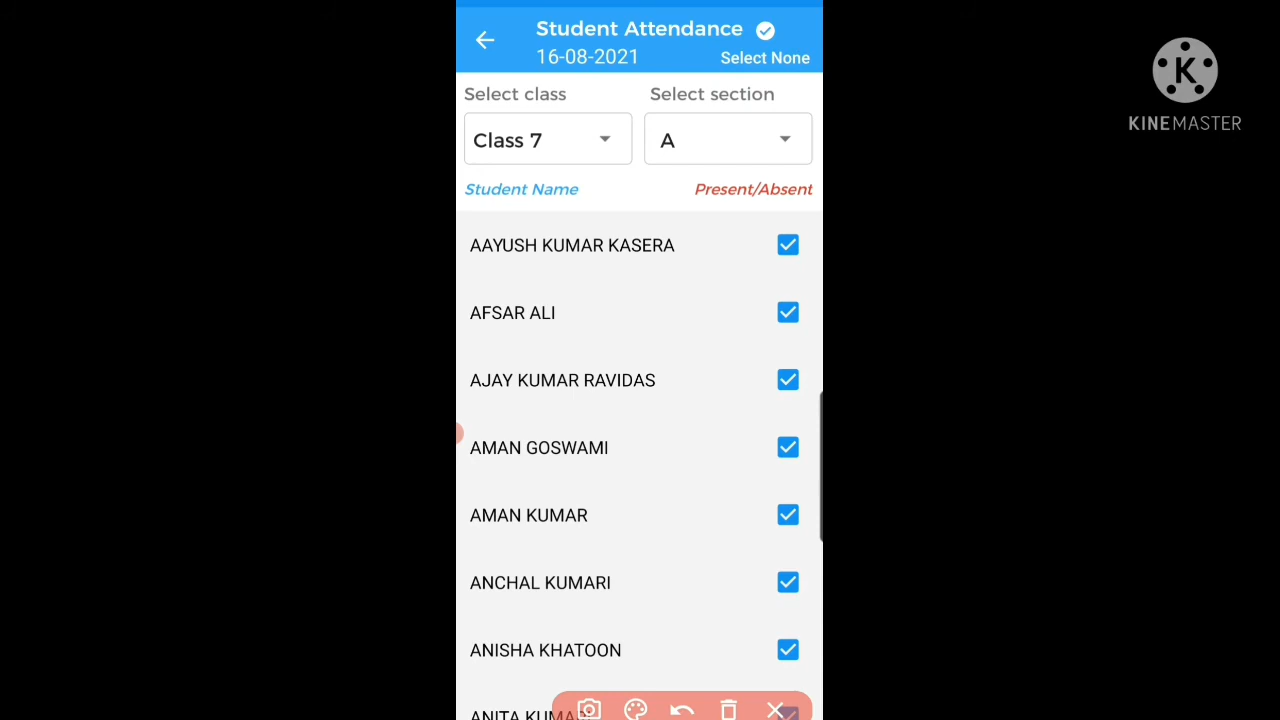 Student Attendance
16-08-2021
Select None
Select class
Select section
Class 7
A
Student Name
Present/Absent
AAYUSH KUMAR KASERA
AFSAR ALI
AJAY KUMAR RAVIDAS
AMAN GOSWAMI
AMAN KUMAR
ANCHAL KUMARI
ANISHA KHATOON
ANITA
K
KINEMASTER